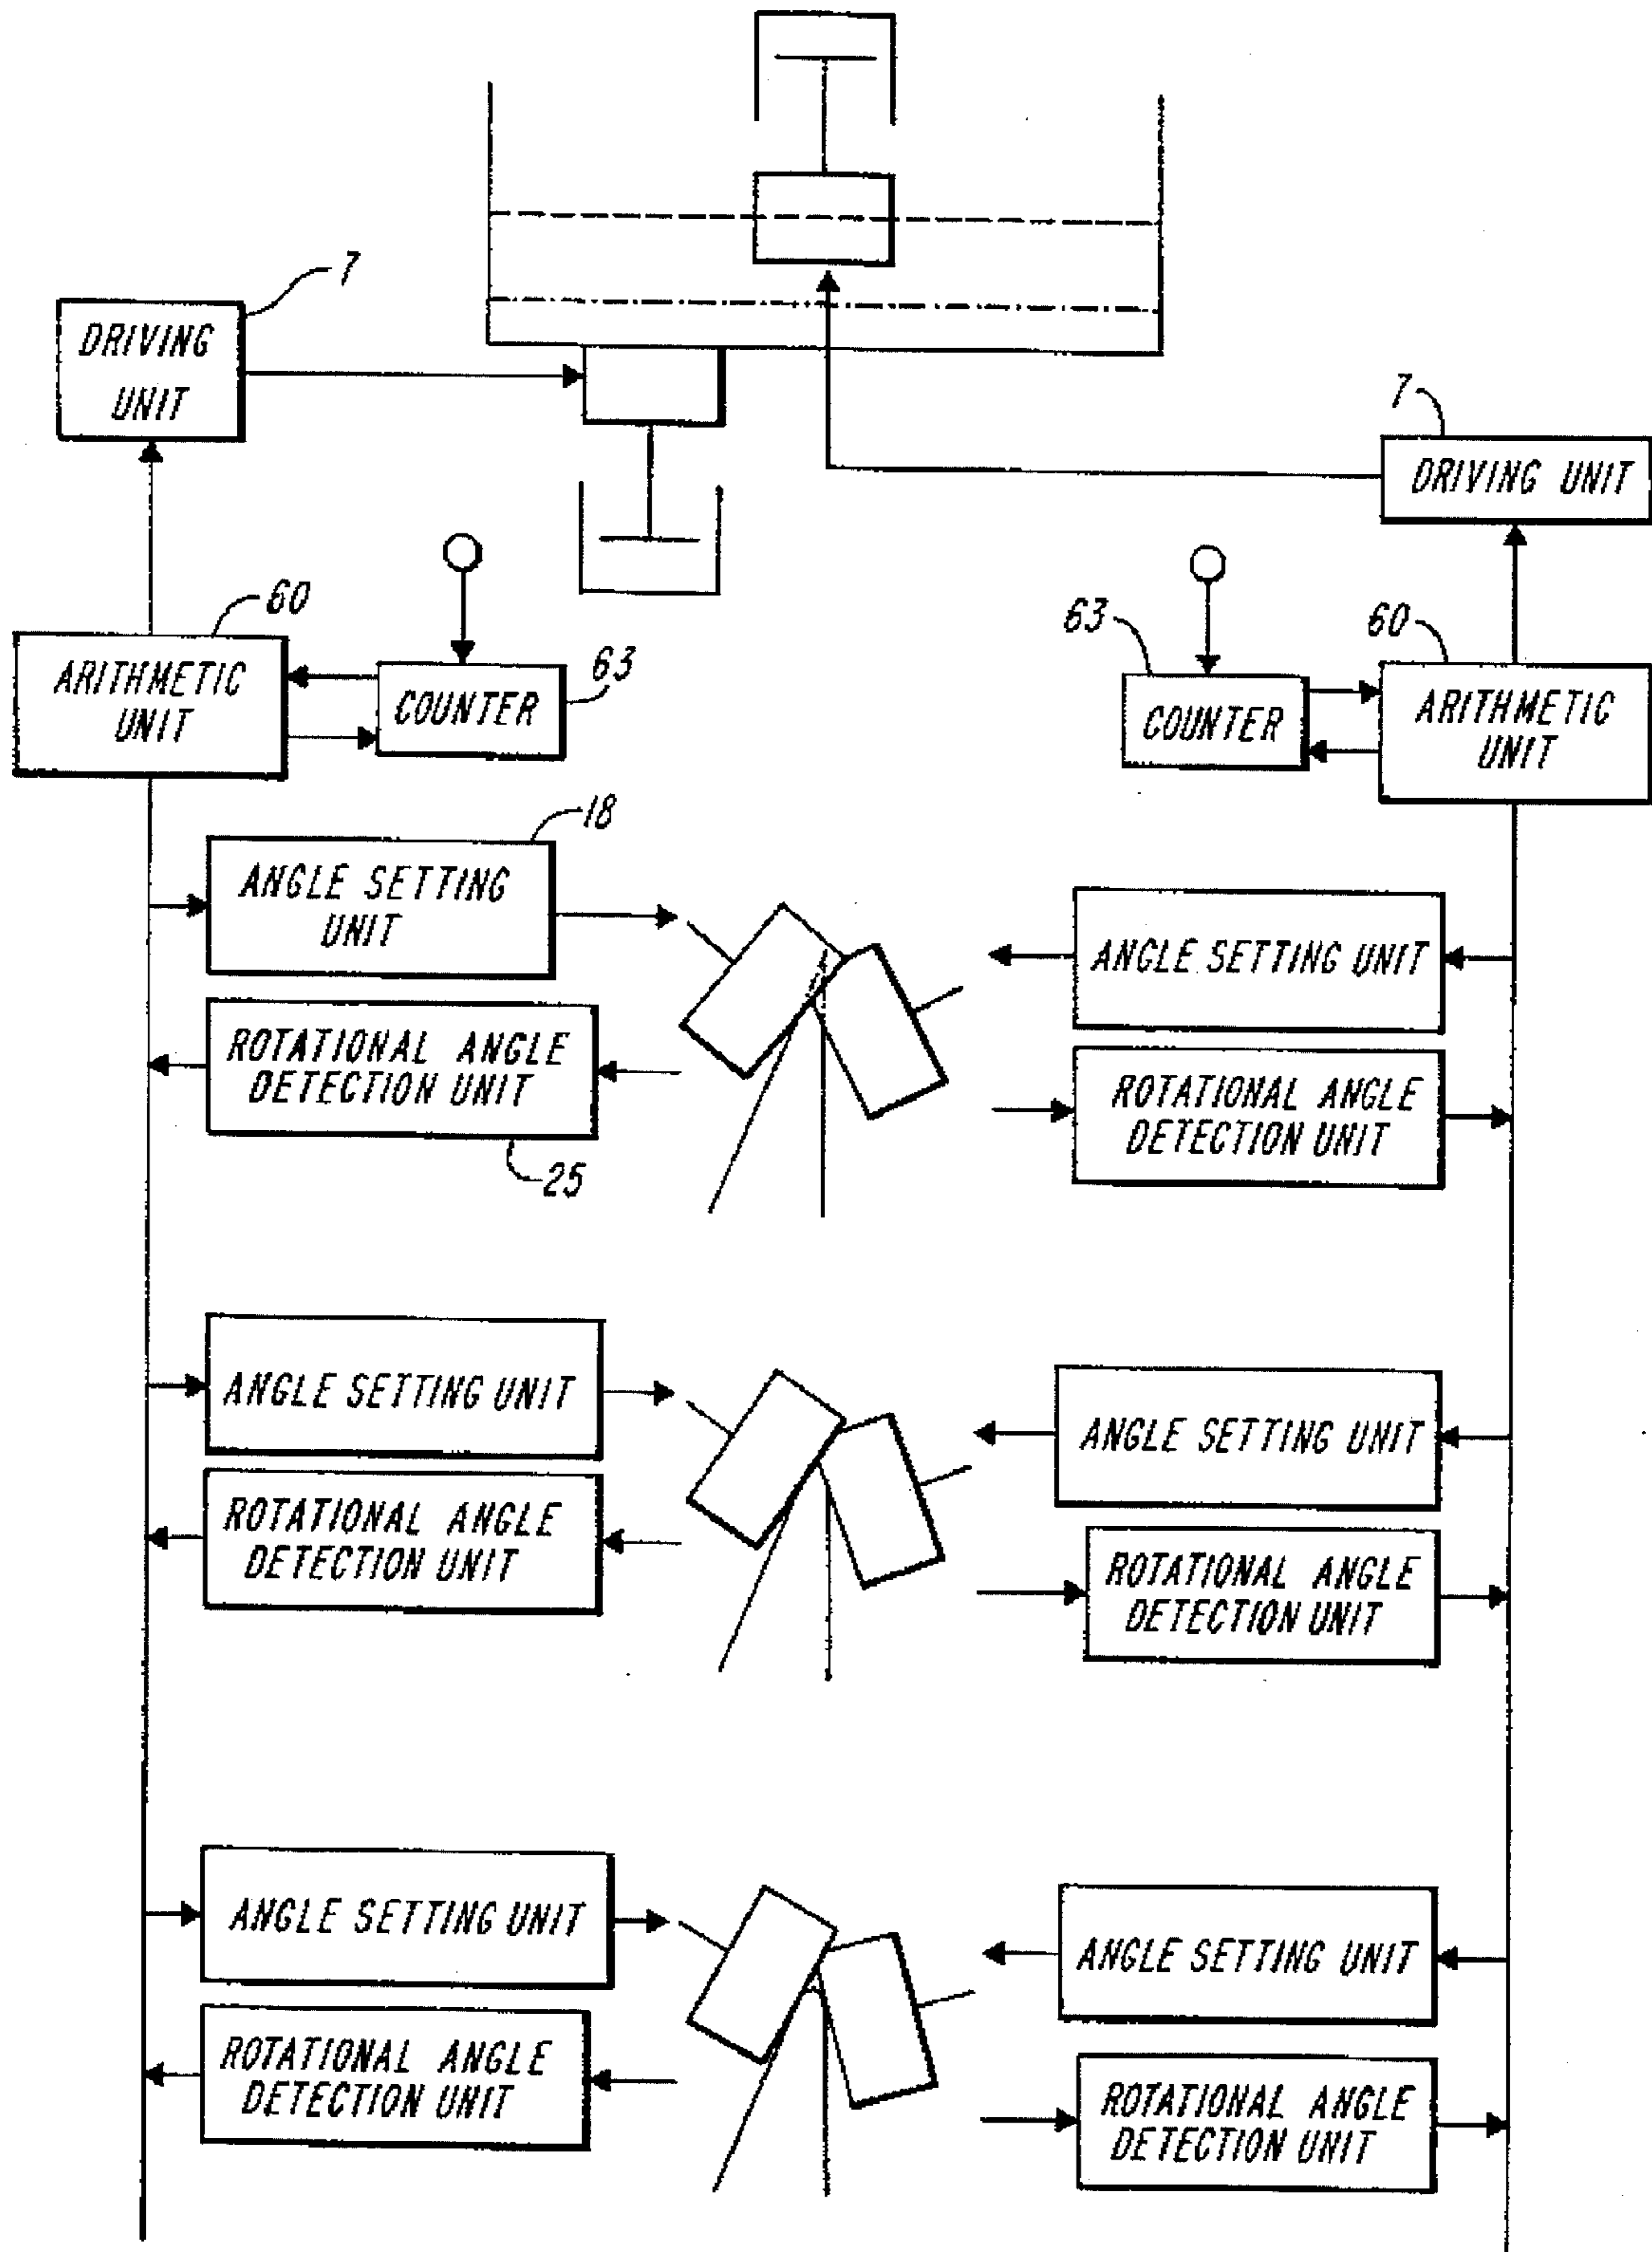 7
DRIVING
UNIT
7
DRIVING UNIT
60
ARITHMETIC
UNIT
63
COUNTER
63
COUNTER
60
ARITHMETIC
UNIT
18
ANGLE SETTING
UNIT
ANGLE SETTING UNIT
ROTATIONAL ANGLE
DETECTION UNIT
25
ROTATIONAL ANGLE
DETECTION UNIT
ANGLE SETTING UNIT
ANGLE SETTING UNIT
ROTATIONAL ANGLE
DETECTION UNIT
ROTATIONAL ANGLE
DETECTION UNIT
ANGLE SETTING UNIT
ANGLE SETTING UNIT
ROTATIONAL ANGLE
DETECTION UNIT
ROTATIONAL ANGLE
DETECTION UNIT